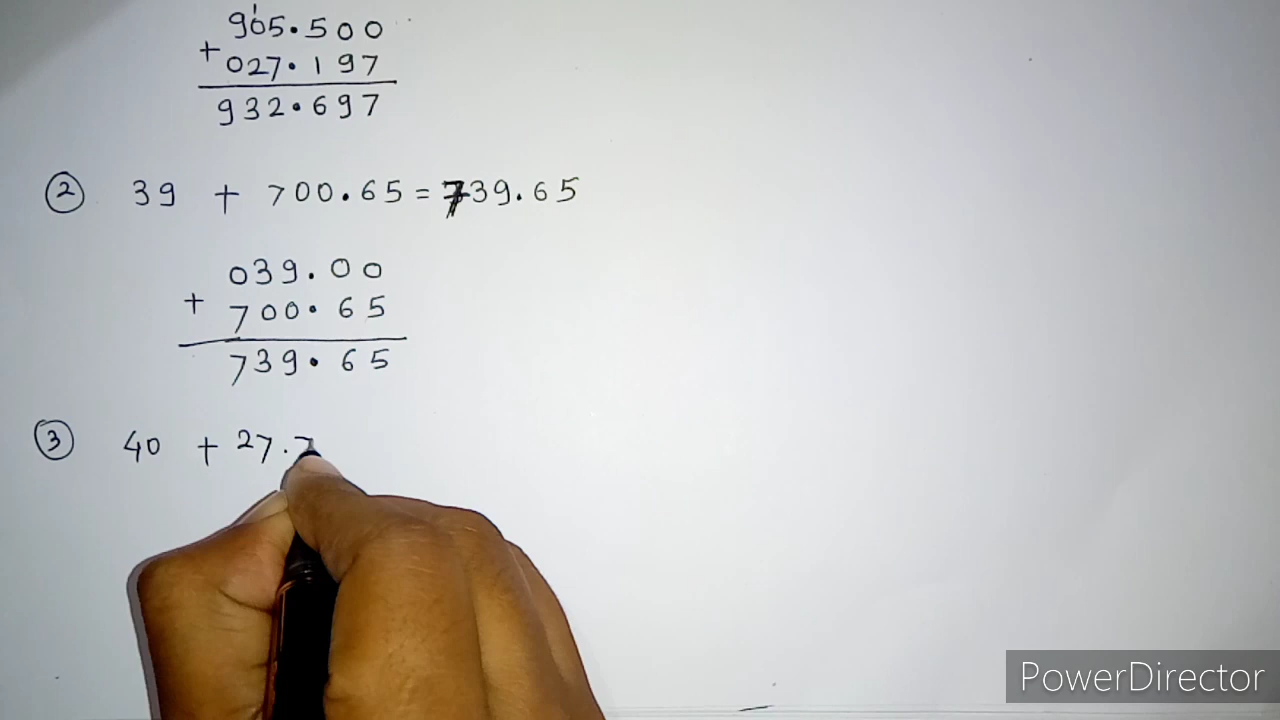 905.500
+ 027.197
932.697
② 39 + 700.65 = 739.65
039.00
+ 700.65
739.65
③ 40 + 27.7
PowerDirector